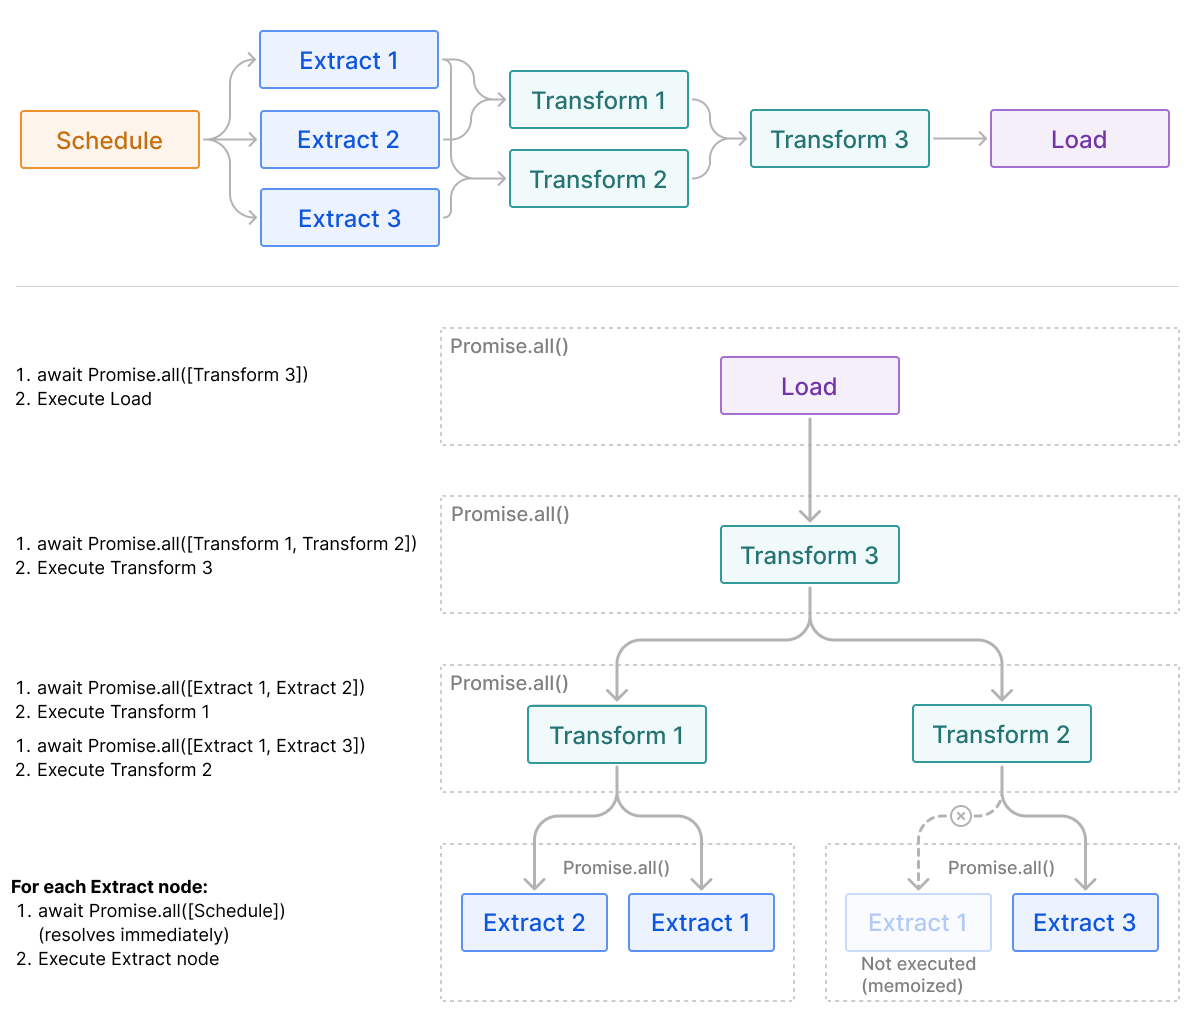 Schedule
Extract 1
Extract 2
Extract 3
Transform 1
Transform 2
Transform 3
Load
1. await Promise.all([Transform 3])
2. Execute Load
Promise.all()
Load
1. await Promise.all([Transform 1, Transform 2])
2. Execute Transform 3
Promise.all()
Transform 3
1. await Promise.all([Extract 1, Extract 2])
2. Execute Transform 1
1. await Promise.all([Extract 1, Extract 3])
2. Execute Transform 2
Promise.all()
Transform 1
Transform 2
For each Extract node:
1. await Promise.all([Schedule])
(resolves immediately)
2. Execute Extract node
Promise.all()
Extract 2
Extract 1
Promise.all()
Extract 1
Extract 3
Not executed
(memoized)